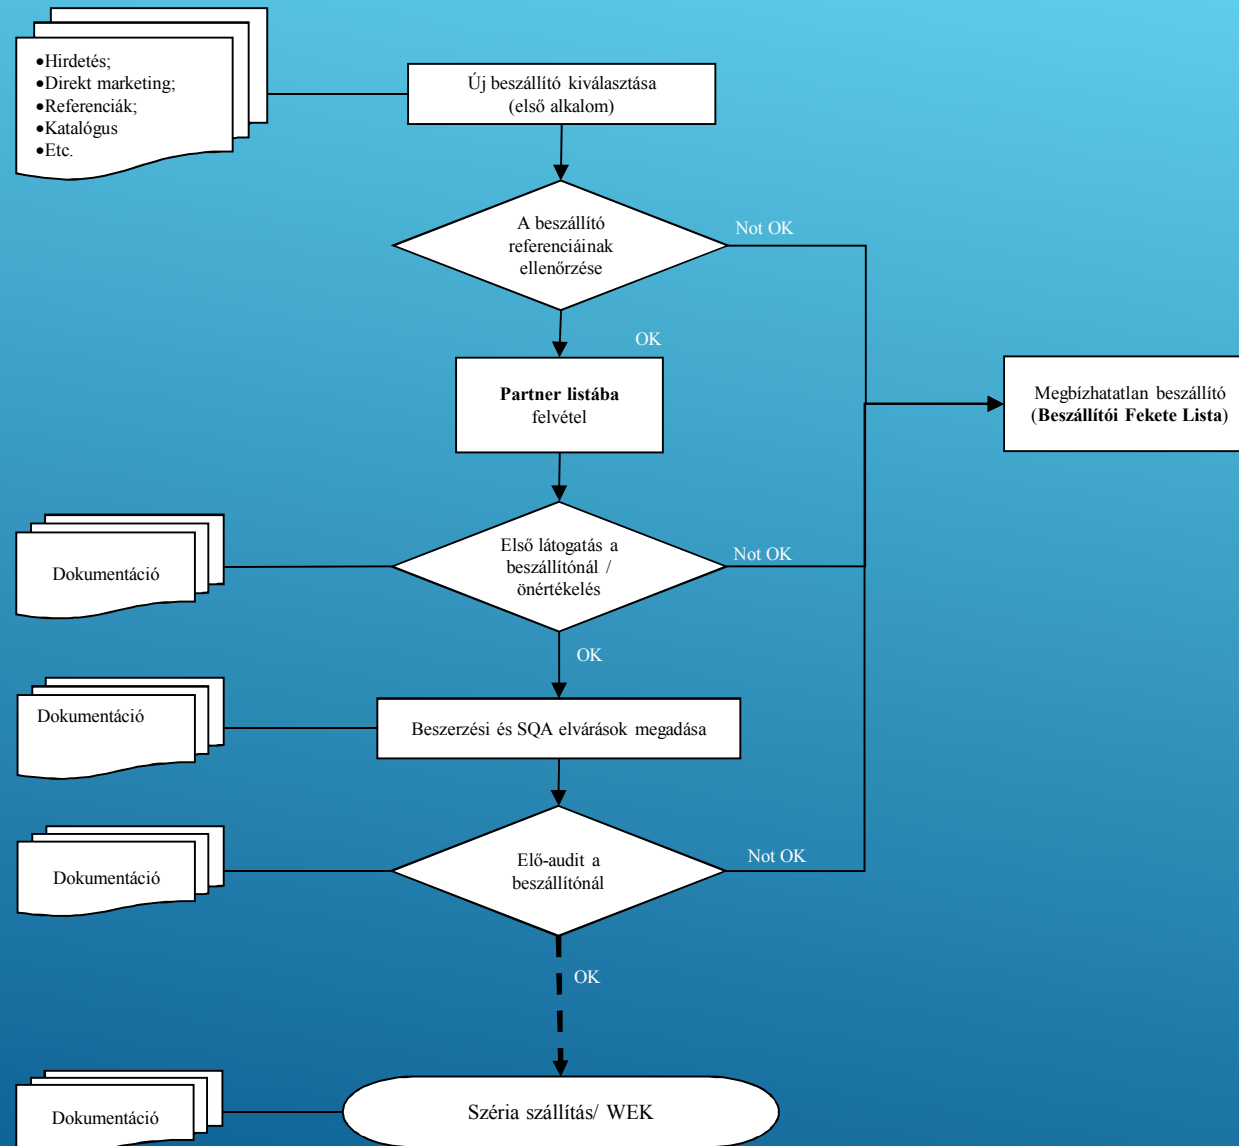 •Hirdetés;
•Direkt marketing;
•Referenciák;
•Katalógus
•Etc.
Új beszállító kiválasztása
(első alkalom)
A beszállító
referenciáinak
ellenőrzése
Not OK
OK
Partner listába
felvétel
Megbízhatatlan beszállító
(Beszállítói Fekete Lista)
Dokumentáció
Első látogatás a
beszállítónál /
önértékelés
Not OK
OK
Dokumentáció
Beszerzési és SQA elvárások megadása
Dokumentáció
Elő-audit a
beszállítónál
Not OK
OK
Dokumentáció
Széria szállítás/ WEK